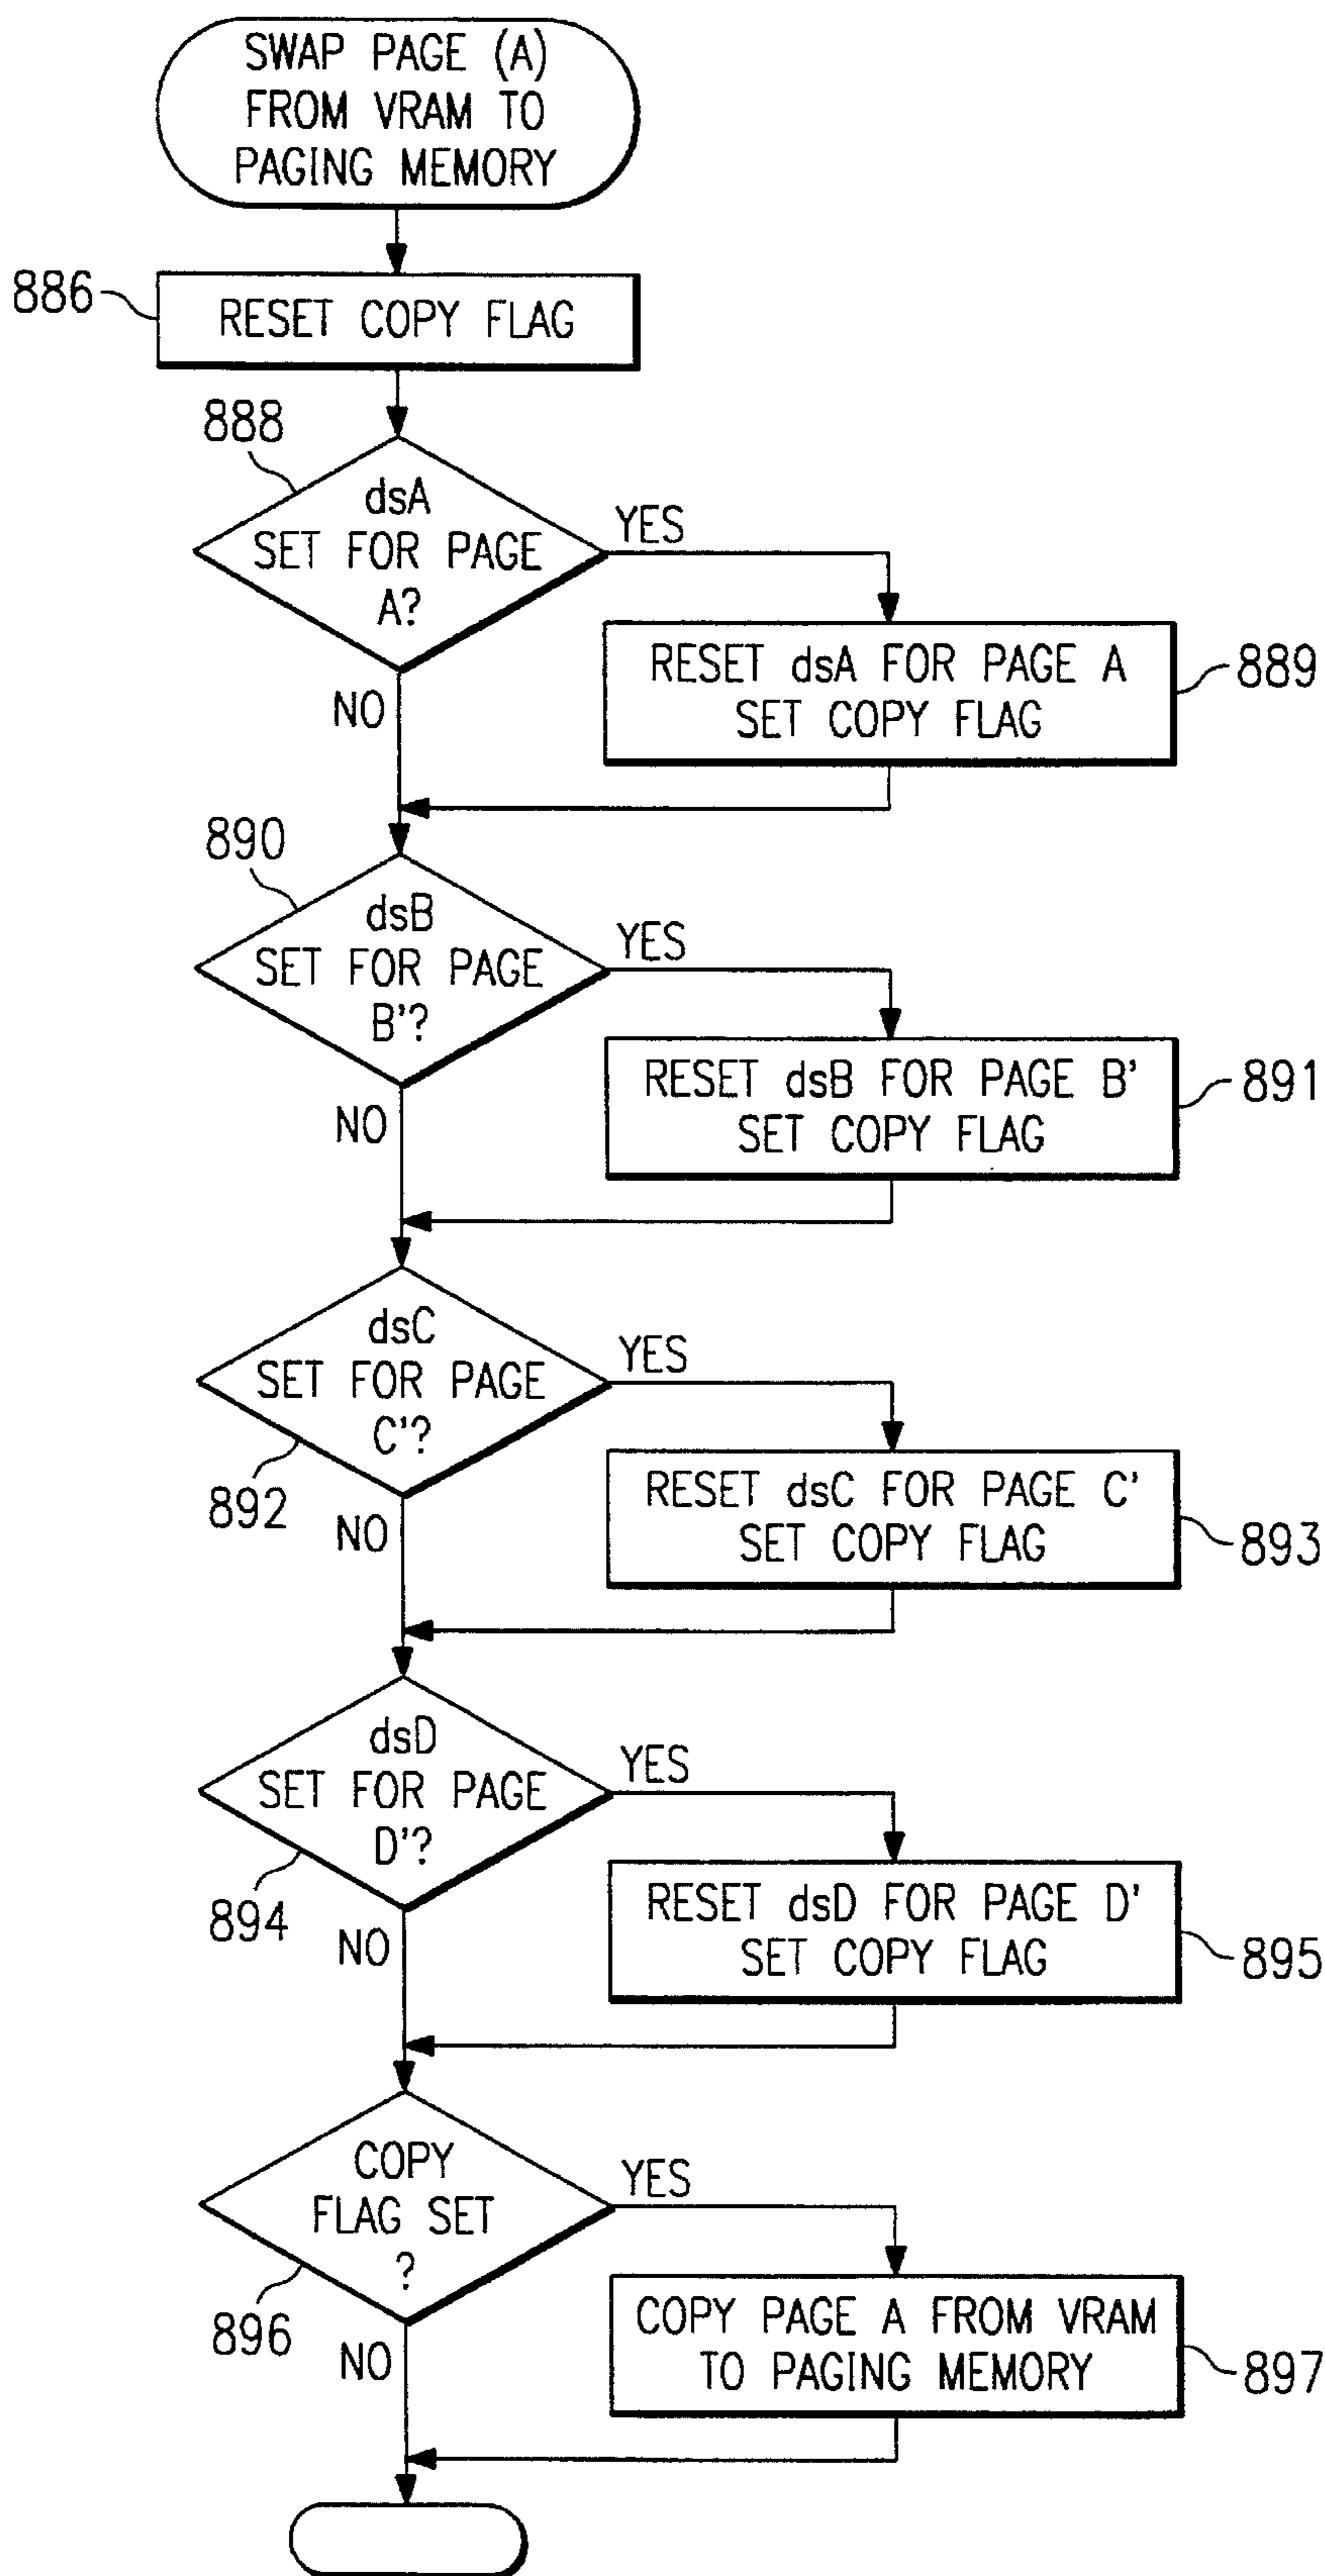 SWAP PAGE (A)
FROM VRAM TO
PAGING MEMORY
886
RESET COPY FLAG
888
dsA
SET FOR PAGE
A?
YES
NO
RESET dsA FOR PAGE A
SET COPY FLAG
889
890
dsB
SET FOR PAGE
B'?
YES
NO
RESET dsB FOR PAGE B'
SET COPY FLAG
891
dsC
SET FOR PAGE
C'?
YES
892
NO
RESET dsC FOR PAGE C'
SET COPY FLAG
893
dsD
SET FOR PAGE
D'?
YES
894
NO
RESET dsD FOR PAGE D'
SET COPY FLAG
895
COPY
FLAG SET
?
YES
896
NO
COPY PAGE A FROM VRAM
TO PAGING MEMORY
897